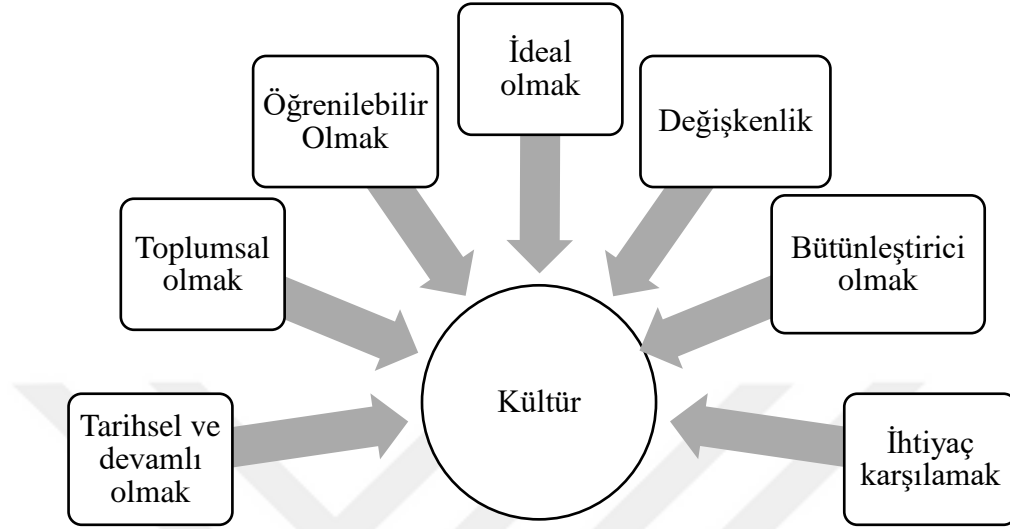 İdeal
olmak
Öğrenilebilir
Olmak
Değişkenlik
Toplumsal
olmak
Bütünleştirici
olmak
Kültür
Tarihsel ve
devamlı
olmak
İhtiyaç
karşılamak